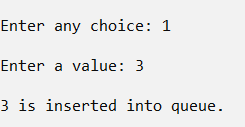 Enter any choice: 1
Enter a value: 3
3 is inserted into queue.